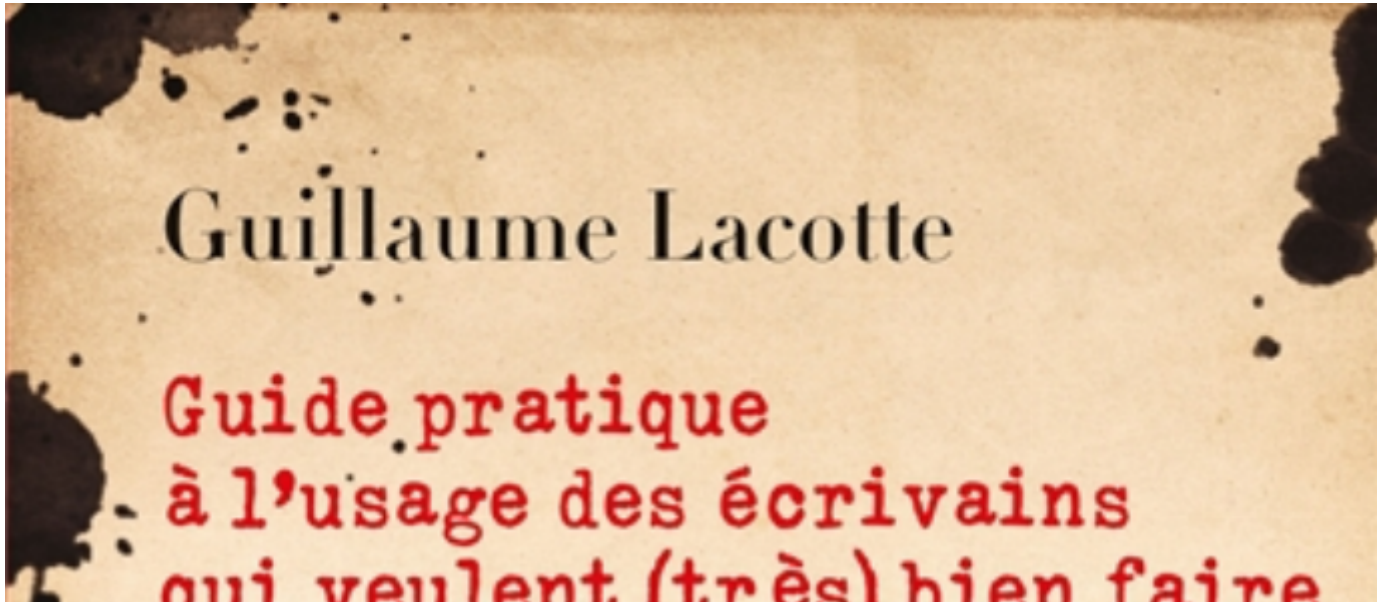 Guillaume Lacotte
Guide pratique
à l’usage des écrivains
qui veulent (très) bien faire